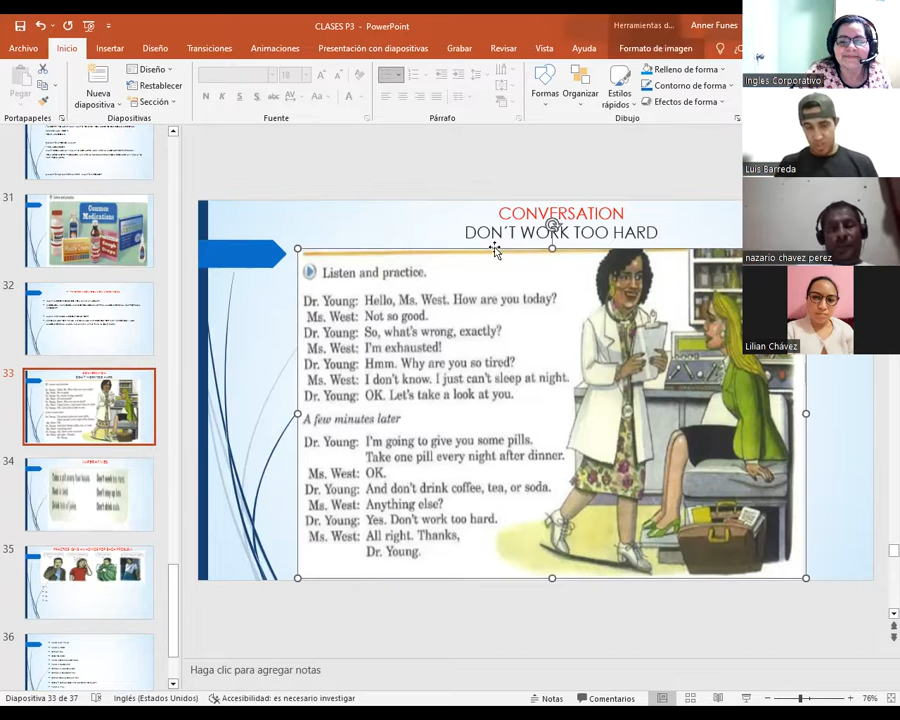 CLASES P3 - PowerPoint
Herramientas d...
Anner Funes
Archivo
Inicio
Insertar
Diseño
Transiciones
Animaciones
Presentación con diapositivas
Grabar
Revisar
Vista
Ayuda
Formato de imagen
Pegar
Nueva
diapositiva
Diseño
Restablecer
Sección
18
N K S S abc AV Aa A
Formas
Organizar
Estilos
rápidos
Relleno de forma
Contorno de forma
Efectos de forma
Portapapeles
Diapositivas
Fuente
Párrafo
Dibujo
Ingles Corporativo
Luis Barreda
nazario chavez perez
Lilian Chávez
31
Common
Medications
32
33
34
35
36
CONVERSATION
DON´T WORK TOO HARD
Listen and practice.
Dr. Young: Hello, Ms. West. How are you today?
Ms. West: Not so good.
Dr. Young: So, what's wrong, exactly?
Ms. West: I'm exhausted!
Dr. Young: Hmm. Why are you so tired?
Ms. West: I don't know. I just can't sleep at night.
Dr. Young: OK. Let's take a look at you.
A few minutes later
Dr. Young: I'm going to give you some pills.
Take one pill every night after dinner.
Ms. West: OK.
Dr. Young: And don't drink coffee, tea, or soda.
Ms. West: Anything else?
Dr. Young: Yes. Don't work too hard.
Ms. West: All right. Thanks,
Dr. Young.
Haga clic para agregar notas
Diapositiva 33 de 37
Inglés (Estados Unidos)
Accesibilidad: es necesario investigar
Notas
Comentarios
76%